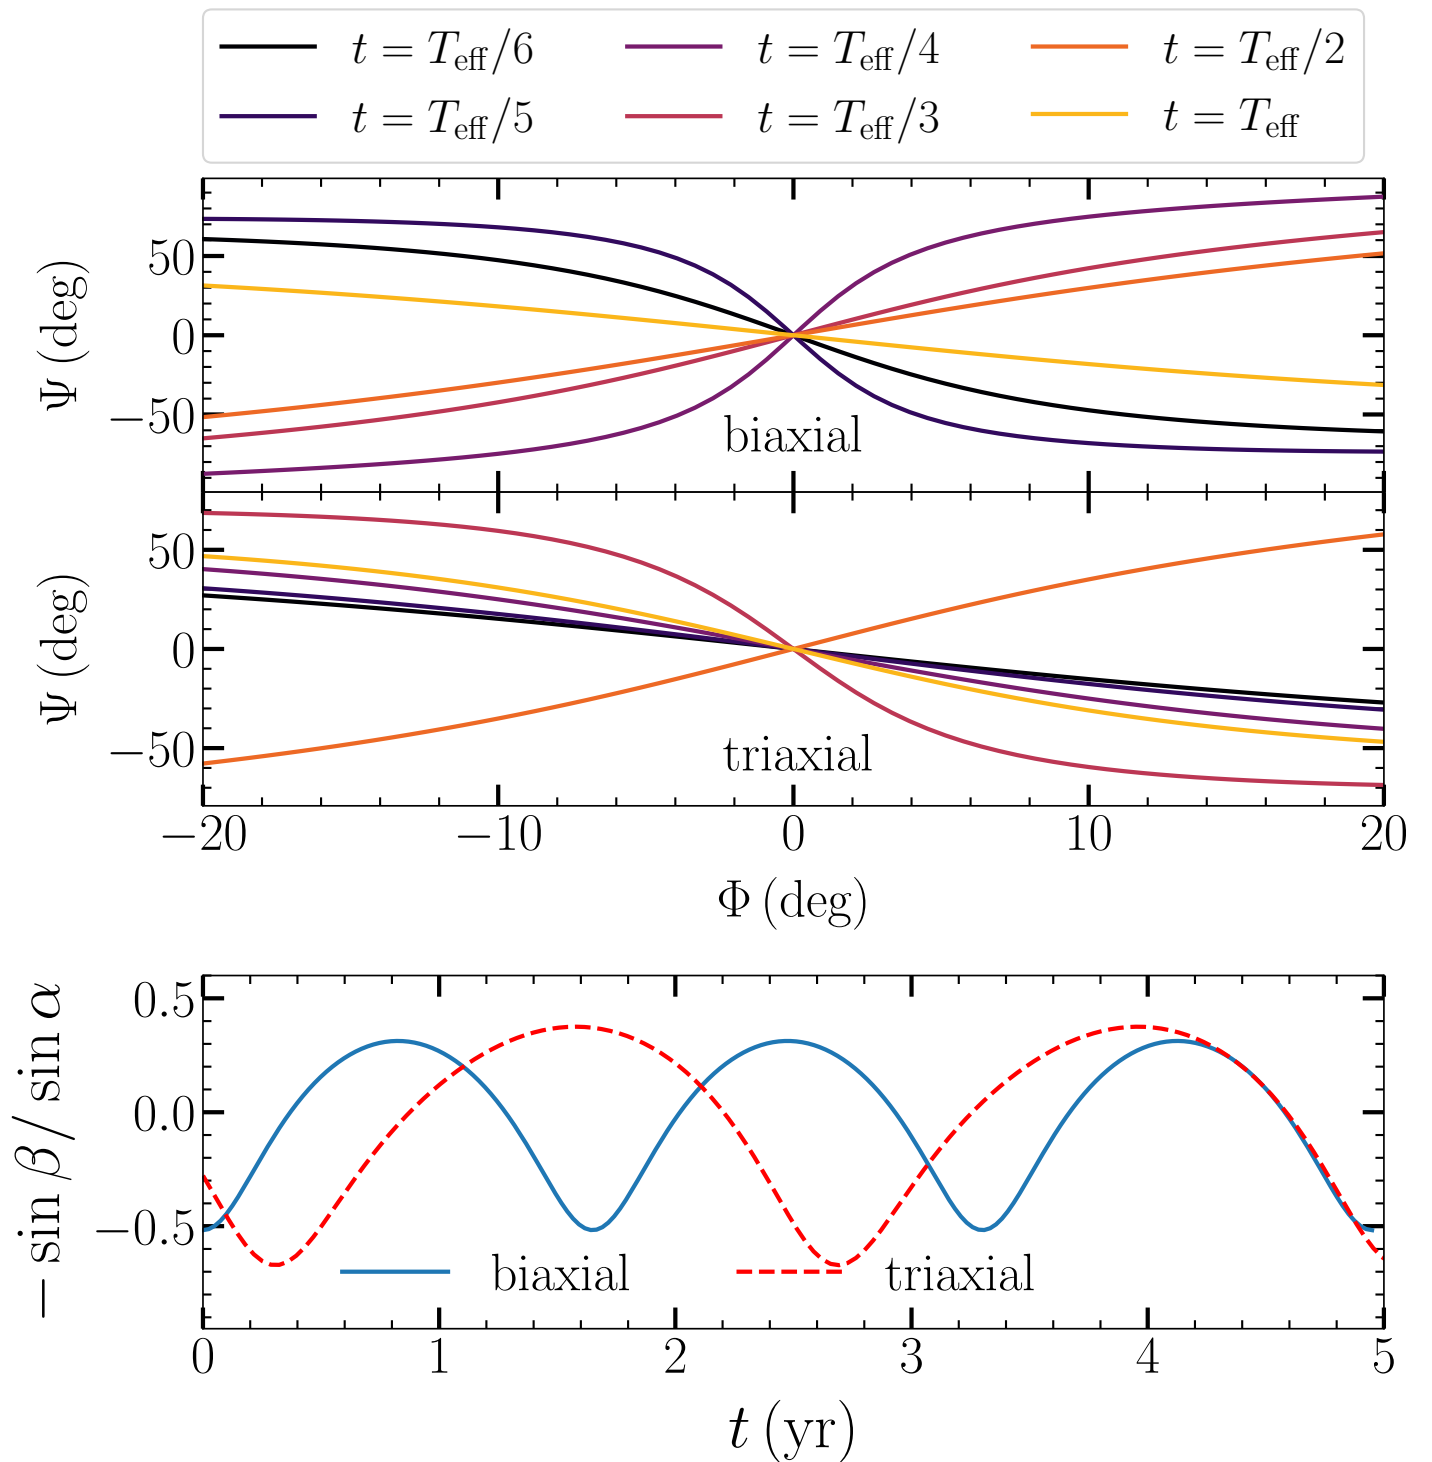 t = T_eff/6 t = T_eff/4 t = T_eff/2
t = T_eff/5 t = T_eff/3 t = T_eff
Ψ (deg)
50
0
−50
biaxial
Ψ (deg)
50
0
−50
triaxial
−20 −10 0 10 20
Φ (deg)
− sin β / sin α
0.5
0.0
−0.5
biaxial triaxial
0 1 2 3 4 5
t (yr)